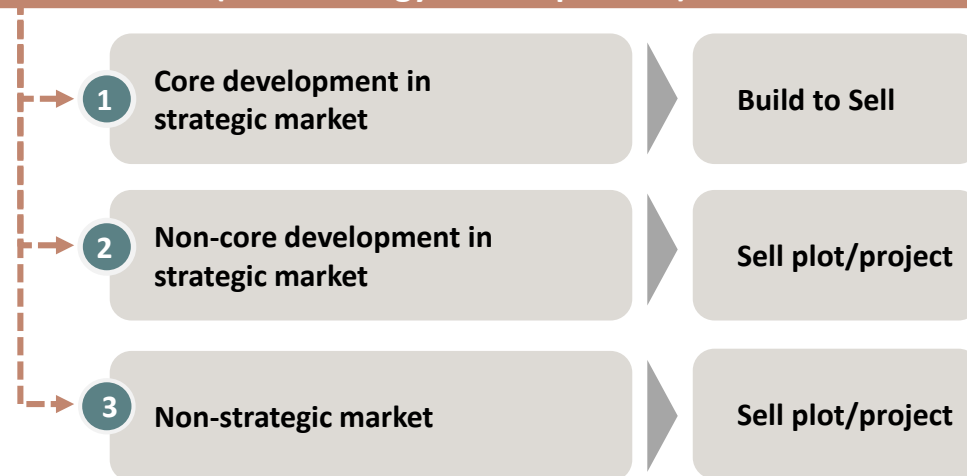 1
Core development in
strategic market
Build to Sell
2
Non-core development in
strategic market
Sell plot/project
3
Non-strategic market
Sell plot/project